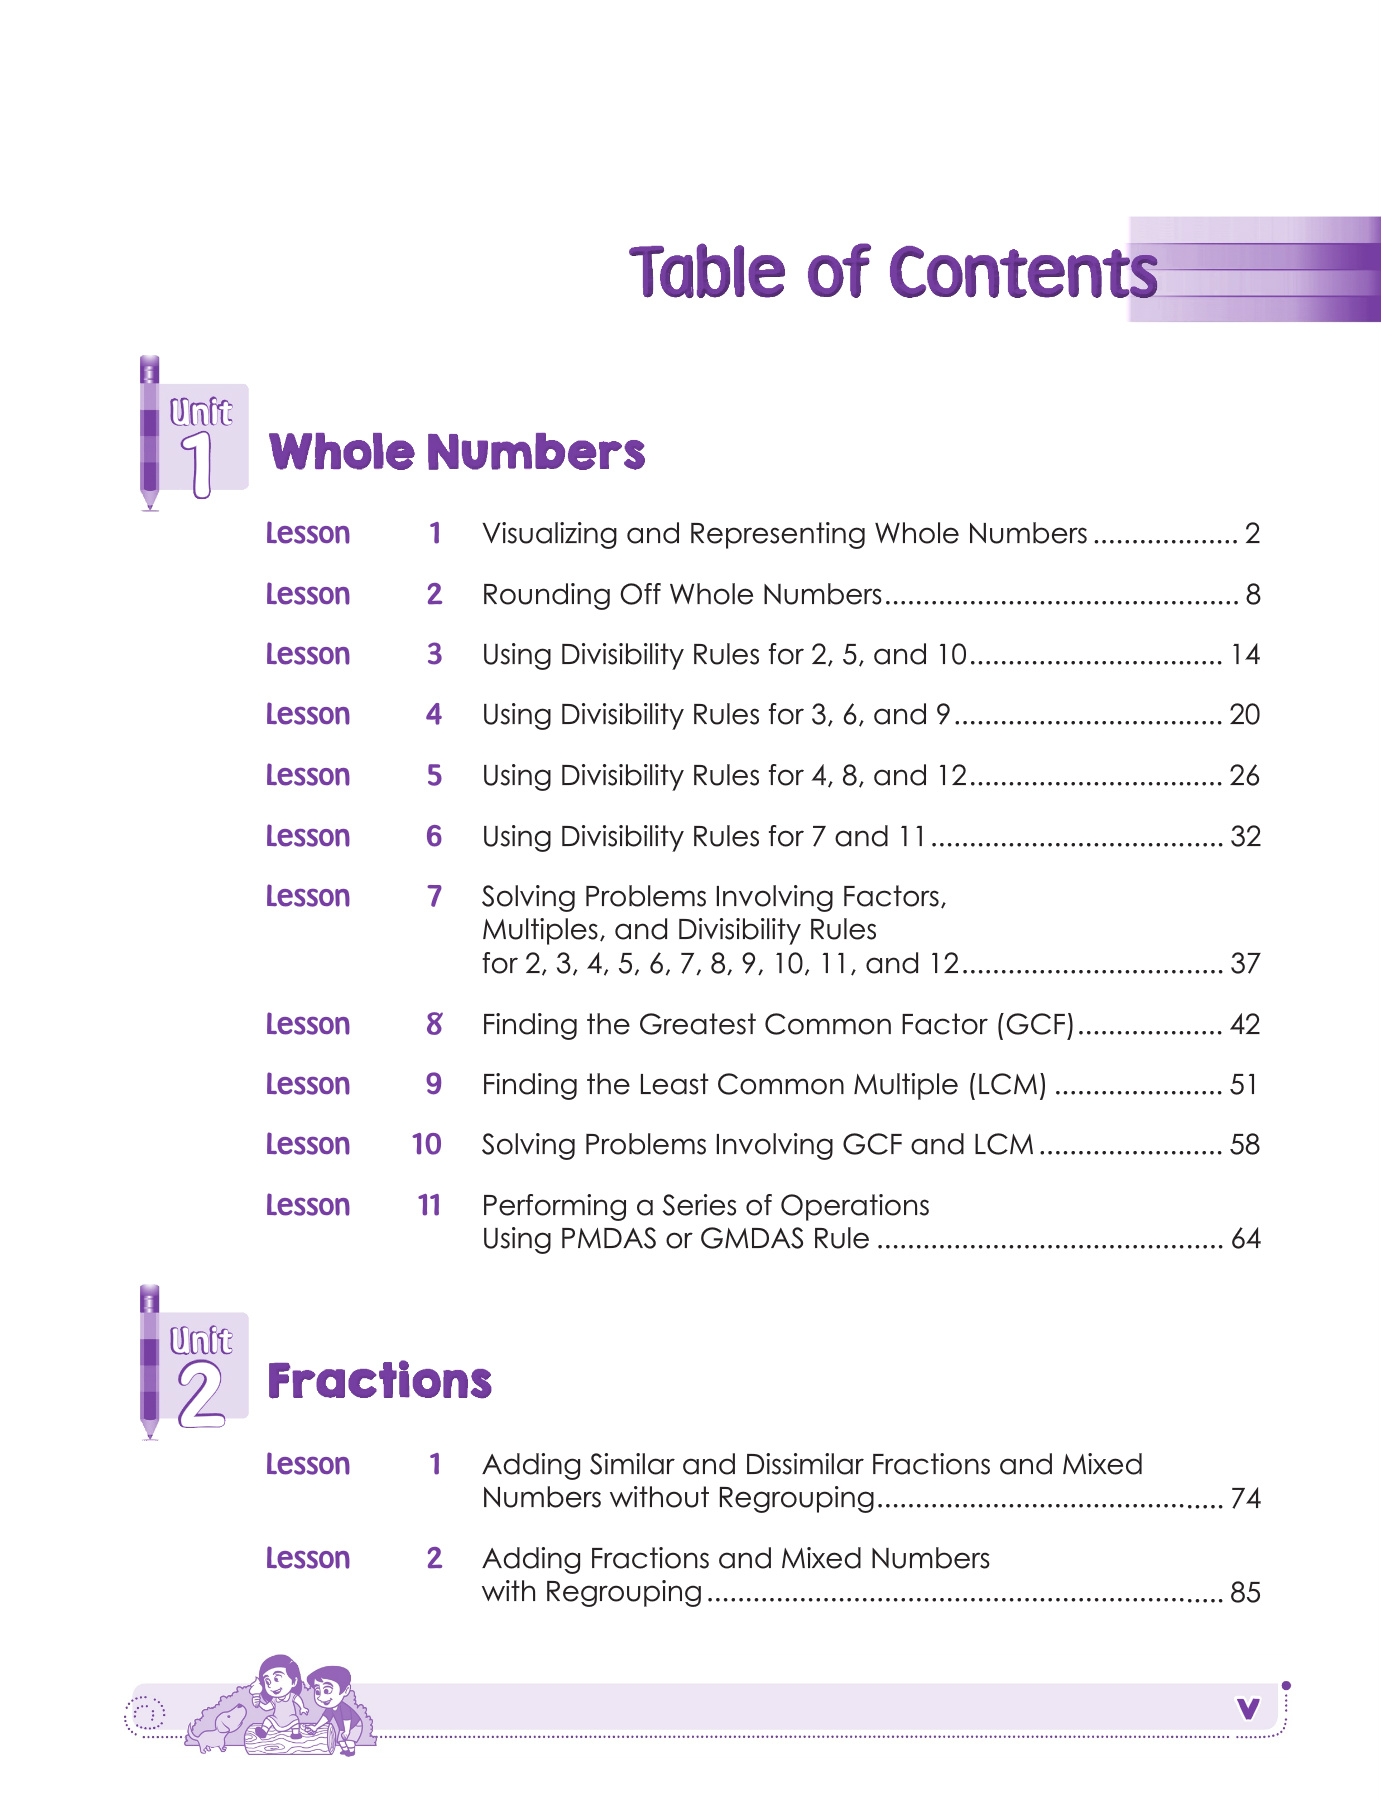 Table of Contents
Unit
1
Whole Numbers
Lesson 1 Visualizing and Representing Whole Numbers ................... 2
Lesson 2 Rounding Off Whole Numbers.............................................. 8
Lesson 3 Using Divisibility Rules for 2, 5, and 10................................. 14
Lesson 4 Using Divisibility Rules for 3, 6, and 9................................... 20
Lesson 5 Using Divisibility Rules for 4, 8, and 12................................. 26
Lesson 6 Using Divisibility Rules for 7 and 11...................................... 32
Lesson 7 Solving Problems Involving Factors,
Multiples, and Divisibility Rules
for 2, 3, 4, 5, 6, 7, 8, 9, 10, 11, and 12.................................. 37
Lesson 8 Finding the Greatest Common Factor (GCF)................... 42
Lesson 9 Finding the Least Common Multiple (LCM) ...................... 51
Lesson 10 Solving Problems Involving GCF and LCM ........................ 58
Lesson 11 Performing a Series of Operations
Using PMDAS or GMDAS Rule ............................................. 64
Unit
2
Fractions
Lesson 1 Adding Similar and Dissimilar Fractions and Mixed
Numbers without Regrouping............................................. 74
Lesson 2 Adding Fractions and Mixed Numbers
with Regrouping ................................................................... 85
v